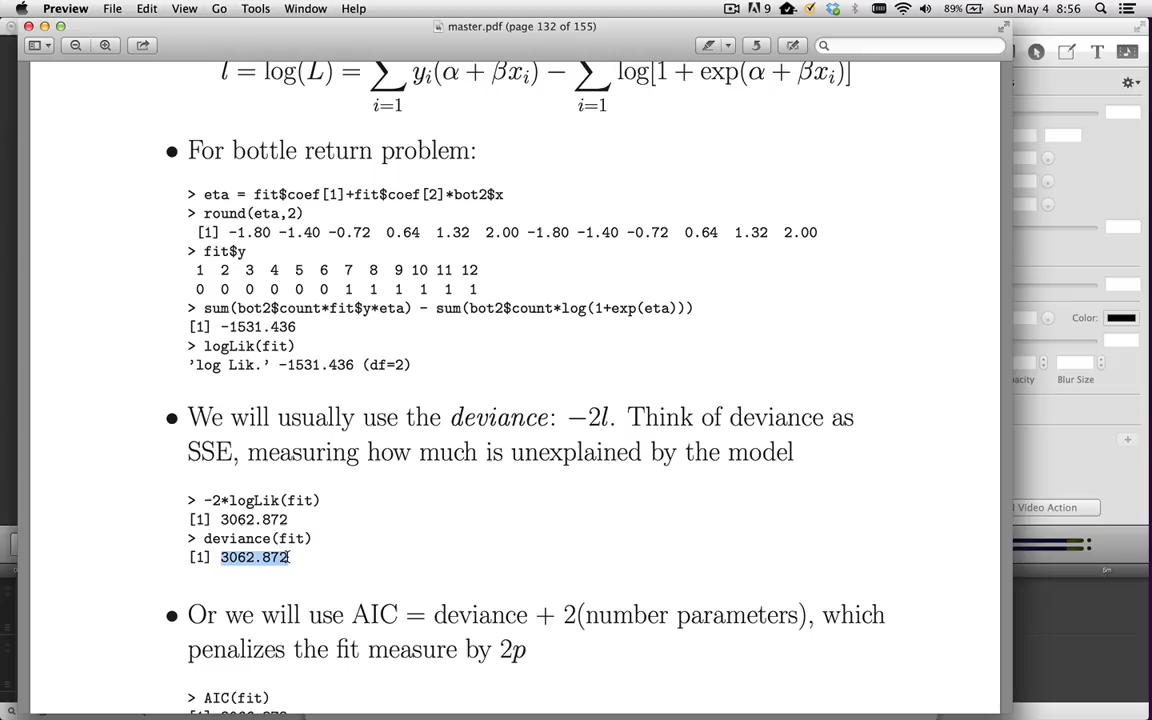 Preview File Edit View Go Tools Bookmarks Window Help 9 89% Sun May 4 8:56
master.pdf (page 132 of 155)
l = log(L) = ∑ yᵢ(α + βxᵢ) − ∑ log[1 + exp(α + βxᵢ)]
i=1 i=1
• For bottle return problem:
> eta = fit$coef[1]+fit$coef[2]*bot2$x
> round(eta,2)
[1] -1.80 -1.40 -0.72 0.64 1.32 2.00 -1.80 -1.40 -0.72 0.64 1.32 2.00
> fit$y
1 2 3 4 5 6 7 8 9 10 11 12
0 0 0 0 0 0 1 1 1 1 1 1
> sum(bot2$count*fit$y*eta) - sum(bot2$count*log(1+exp(eta)))
[1] -1531.436
> logLik(fit)
'log Lik.' -1531.436 (df=2)
• We will usually use the deviance: −2l. Think of deviance as
SSE, measuring how much is unexplained by the model
> -2*logLik(fit)
[1] 3062.872
> deviance(fit)
[1] 3062.872
• Or we will use AIC = deviance + 2(number parameters), which
penalizes the fit measure by 2p
> AIC(fit)
T
Color:
pacity Blur Size
Video Action